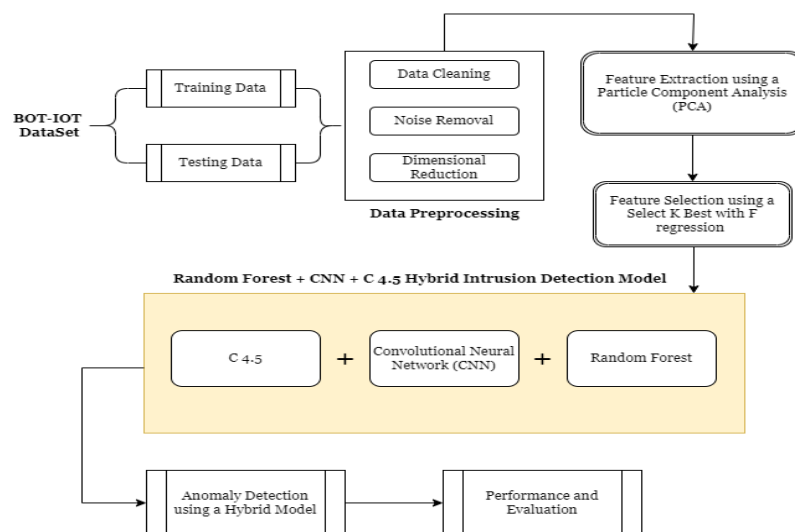 BOT-IOT
DataSet
Training Data
Testing Data
Data Cleaning
Noise Removal
Dimensional
Reduction
Data Preprocessing
Feature Extraction using a
Particle Component Analysis
(PCA)
Feature Selection using a
Select K Best with F
regression
Random Forest + CNN + C 4.5 Hybrid Intrusion Detection Model
C 4.5
+
Convolutional Neural
Network (CNN)
+
Random Forest
Anomaly Detection
using a Hybrid Model
Performance and
Evaluation